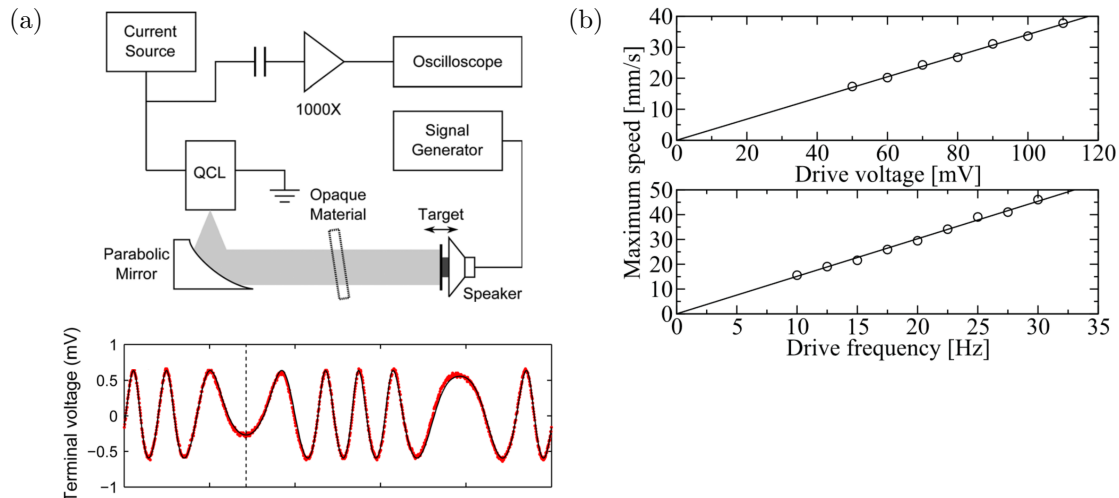 (a)
Current
Source
1000X
Oscilloscope
Signal
Generator
QCL
Opaque
Material
Target
Parabolic
Mirror
Speaker
Terminal voltage (mV)
1
0.5
0
−0.5
−1
(b)
Maximum speed [mm/s]
40
30
20
10
0
0 20 40 60 80 100 120
Drive voltage [mV]
50
40
30
20
10
0
0 5 10 15 20 25 30 35
Drive frequency [Hz]